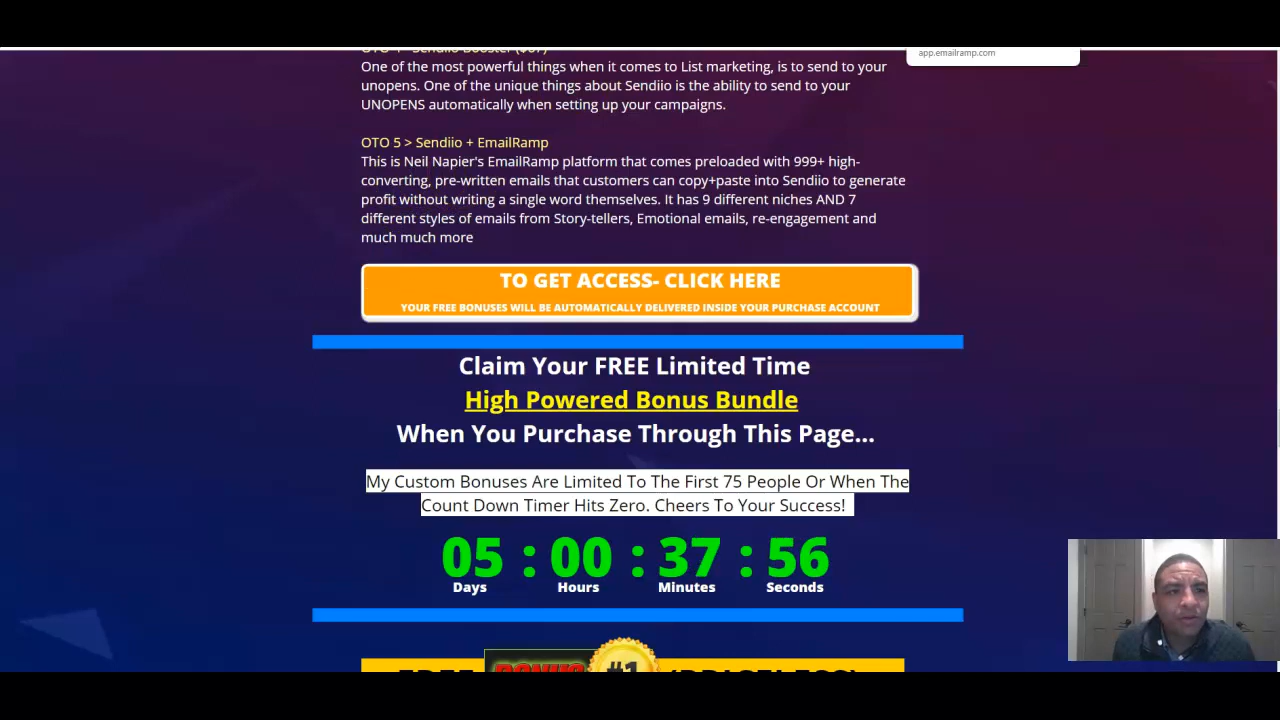 app.emailramp.com
One of the most powerful things when it comes to List marketing, is to send to your
unopens. One of the unique things about Sendiio is the ability to send to your
UNOPENS automatically when setting up your campaigns.
OTO 5 > Sendiio + EmailRamp
This is Neil Napier's EmailRamp platform that comes preloaded with 999+ high-
converting, pre-written emails that customers can copy+paste into Sendiio to generate
profit without writing a single word themselves. It has 9 different niches AND 7
different styles of emails from Story-tellers, Emotional emails, re-engagement and
much much more
TO GET ACCESS- CLICK HERE
YOUR FREE BONUSES WILL BE AUTOMATICALLY DELIVERED INSIDE YOUR PURCHASE ACCOUNT
Claim Your FREE Limited Time
High Powered Bonus Bundle
When You Purchase Through This Page...
My Custom Bonuses Are Limited To The First 75 People Or When The
Count Down Timer Hits Zero. Cheers To Your Success!
05 : 00 : 37 : 56
Days Hours Minutes Seconds
#1